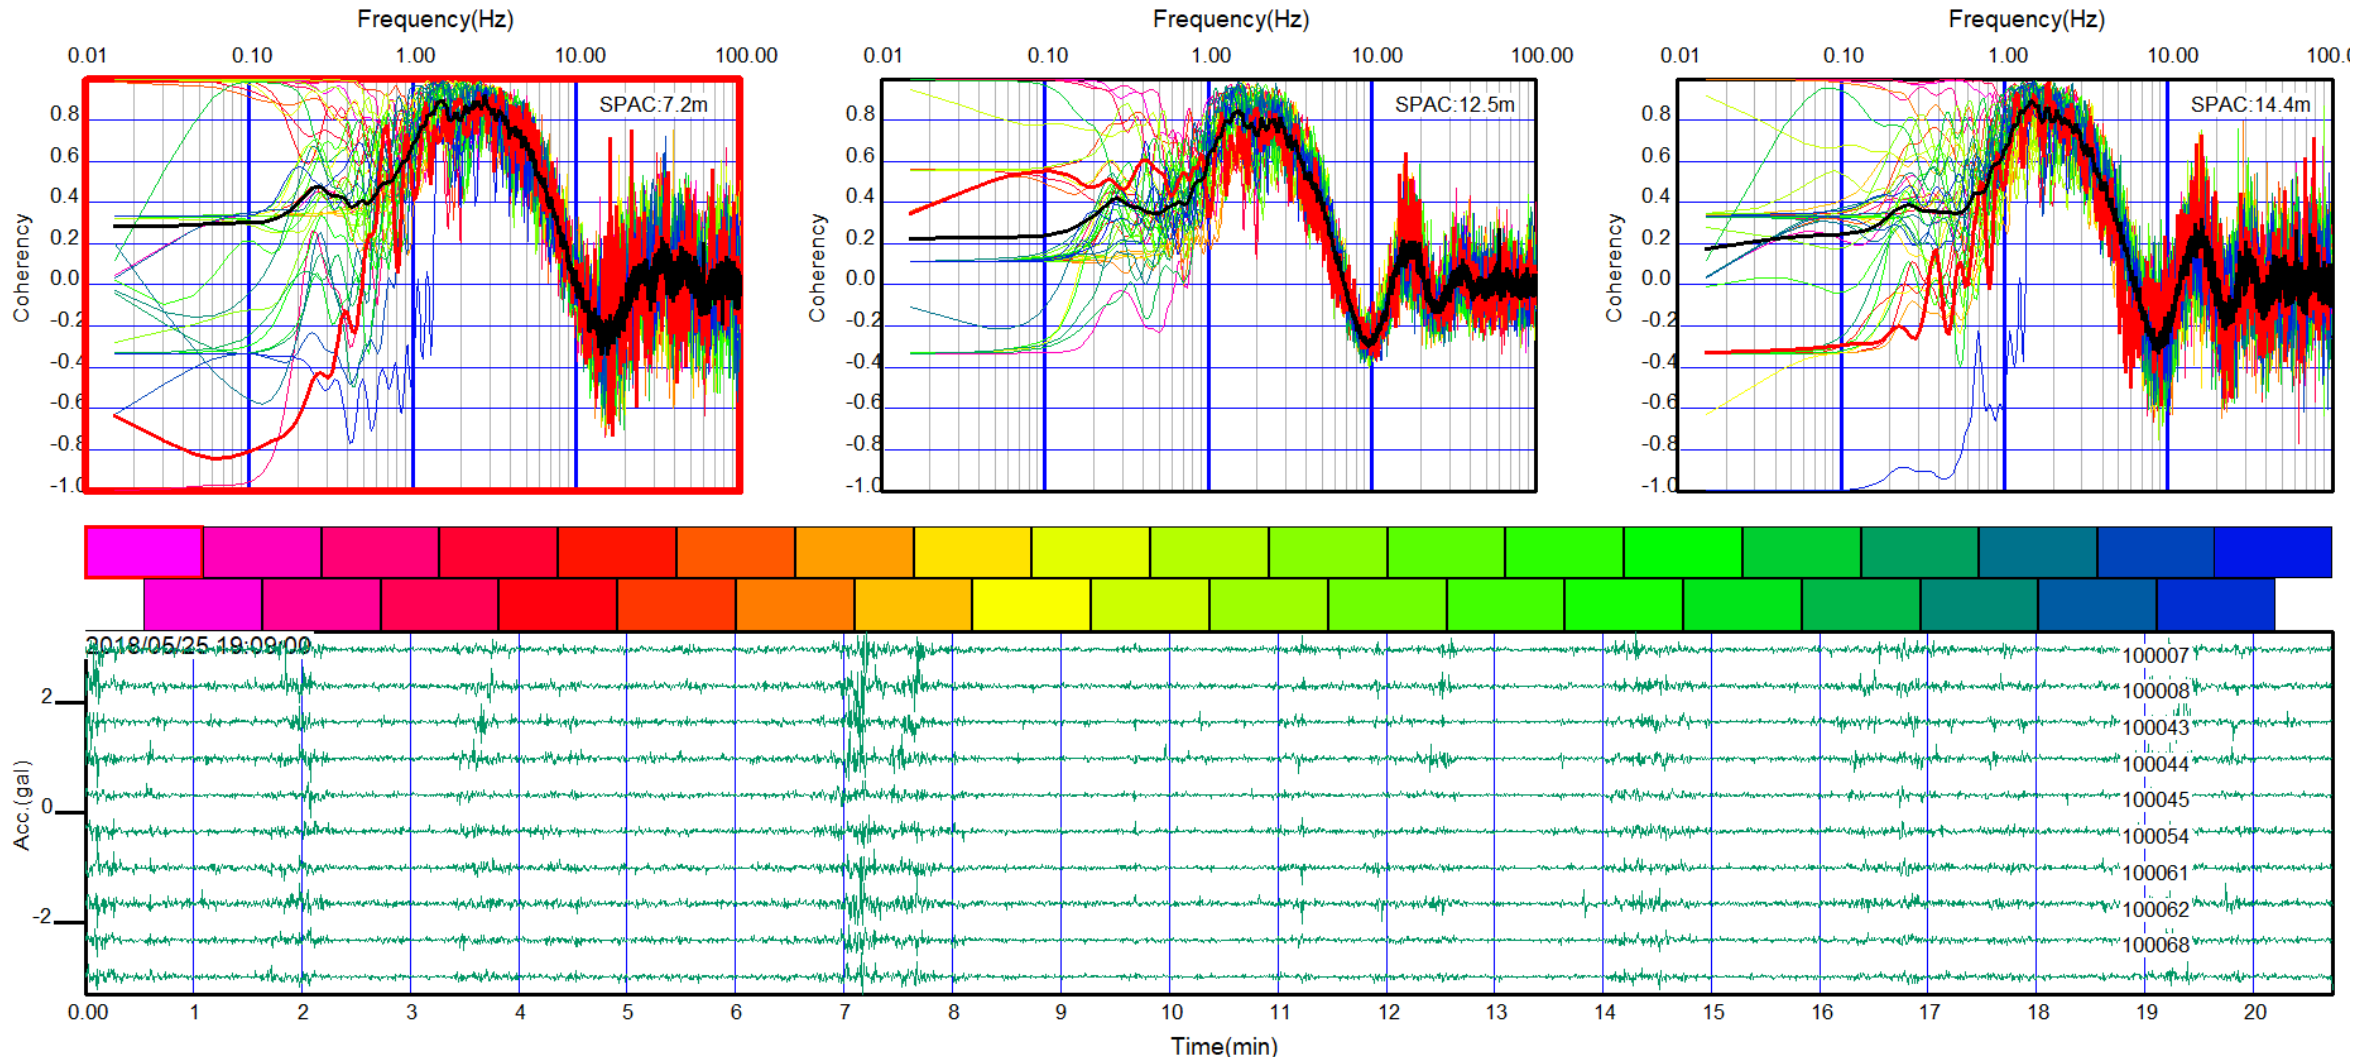 Frequency(Hz) Frequency(Hz) Frequency(Hz)
0.01 0.10 1.00 10.00 100.00 0.01 0.10 1.00 10.00 100.00 0.01 0.10 1.00 10.00 100.0
SPAC:7.2m SPAC:12.5m SPAC:14.4m
0.8 0.8 0.8
0.6 0.6 0.6
0.4 0.4 0.4
0.2 0.2 0.2
Coherency Coherency Coherency
0.0 0.0 0.0
-0.2 -0.2 -0.2
-0.4 -0.4 -0.4
-0.6 -0.6 -0.6
-0.8 -0.8 -0.8
-1.0 -1.0 -1.0
2018/05/25 19:09:00
100007
100008
2
100043
100044
100045
Acc.(gal)
0
100054
100061
100062
-2
100068
0.00 1 2 3 4 5 6 7 8 9 10 11 12 13 14 15 16 17 18 19 20
Time(min)